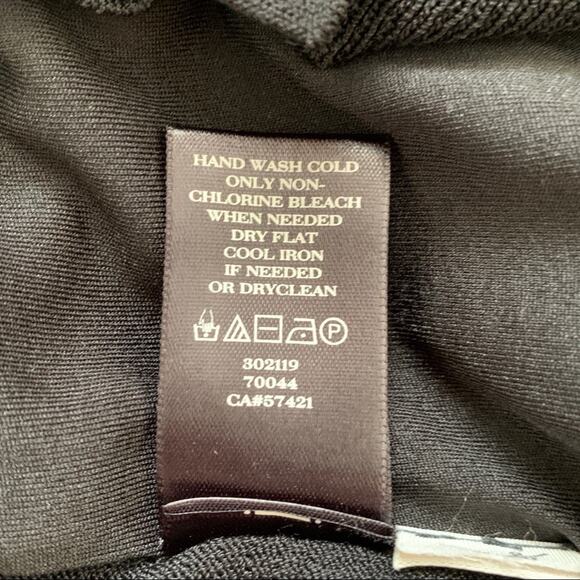 HAND WASH COLD
ONLY NON-
CHLORINE BLEACH
WHEN NEEDED
DRY FLAT
COOL IRON
IF NEEDED
OR DRYCLEAN
P
302119
70044
CA#57421